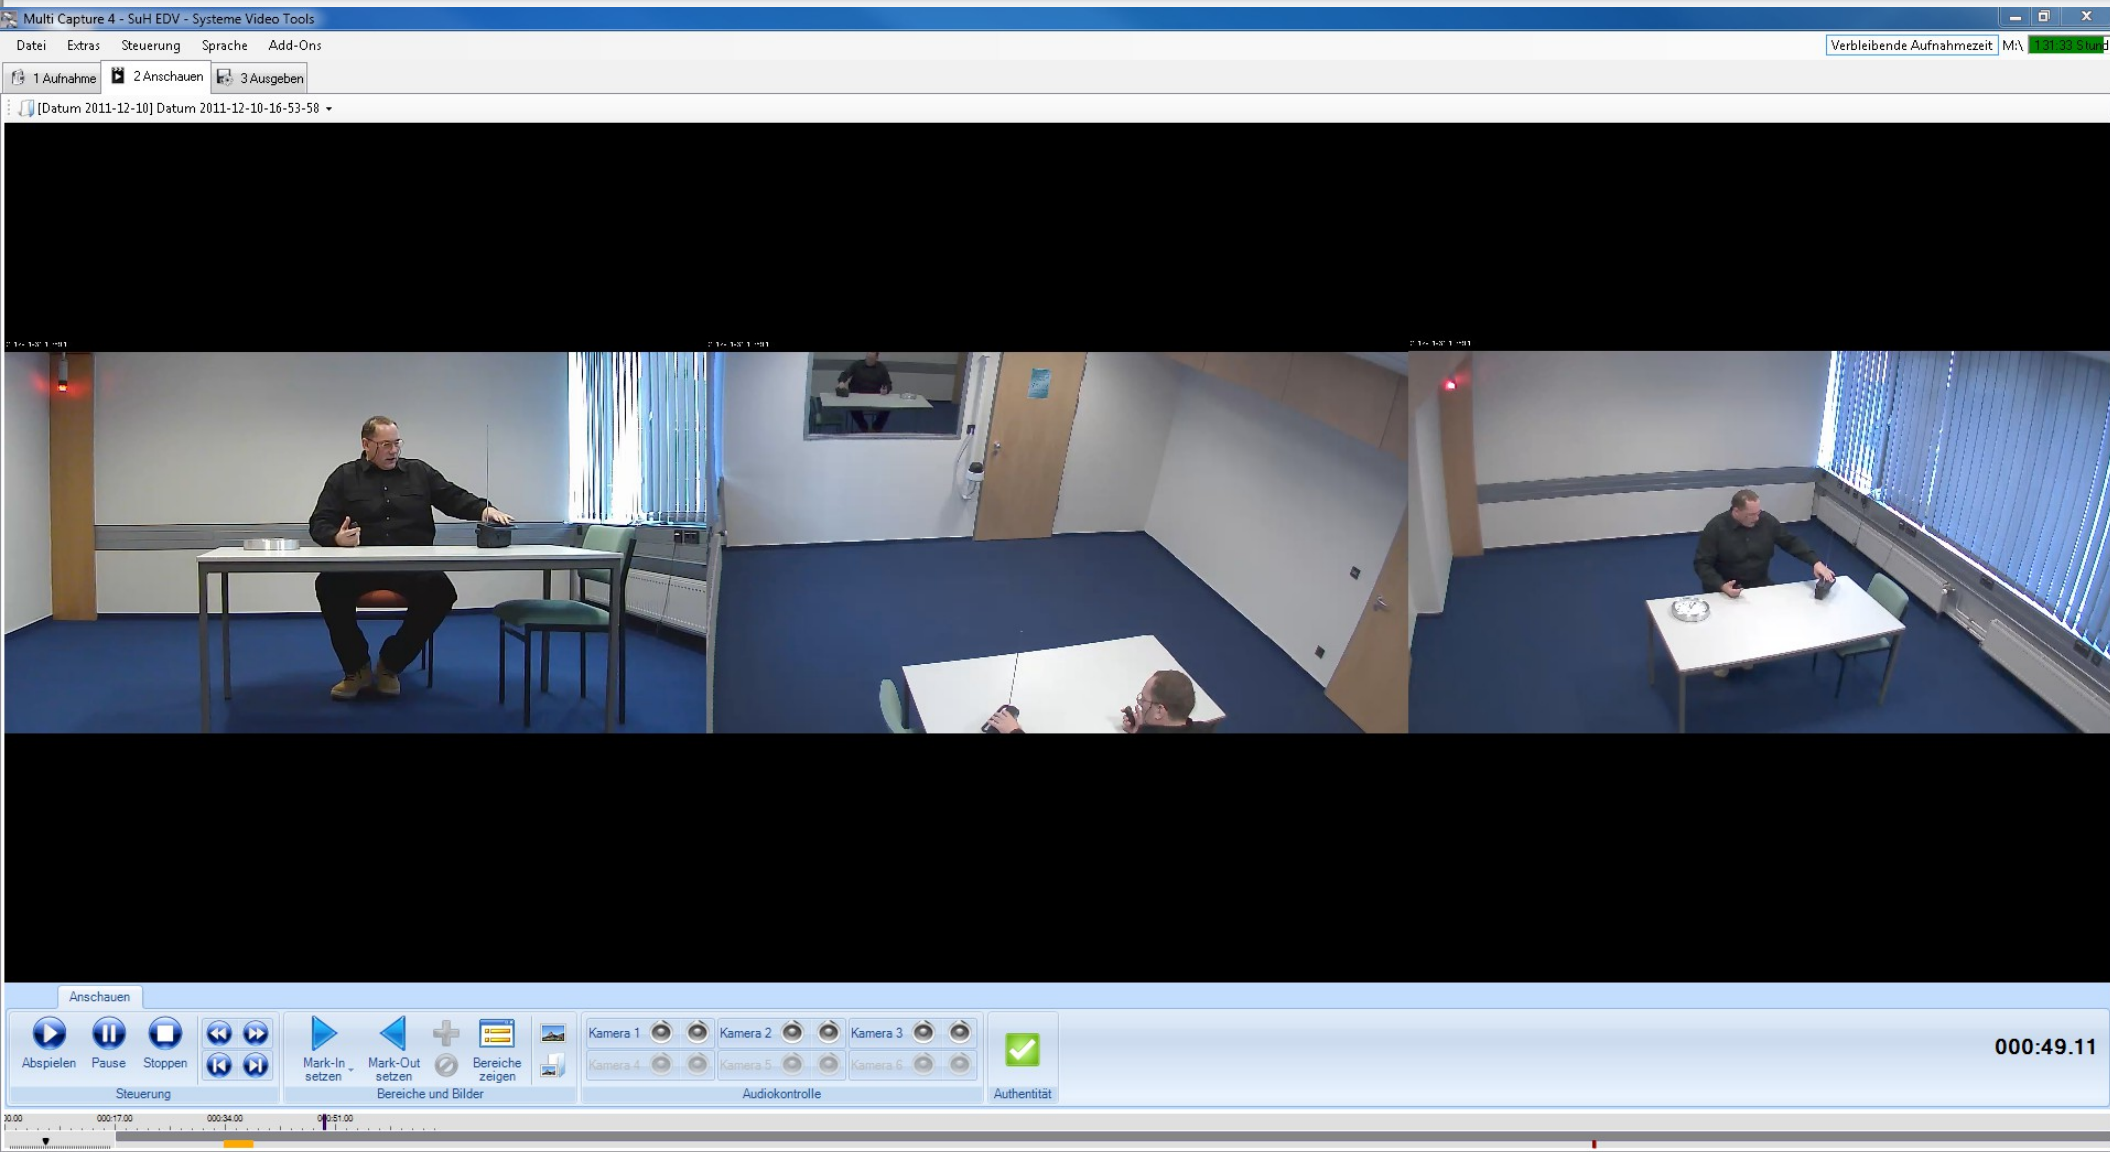 Multi Capture 4 - SuH EDV - Systeme Video Tools
Datei Extras Steuerung Sprache Add-Ons
Verbleibende Aufnahmezeit M:\ 131:33 Stund
1 Aufnahme 2 Anschauen 3 Ausgeben
[Datum 2011-12-10] Datum 2011-12-10-16-53-58
Anschauen
Abspielen Pause Stoppen
Mark-In setzen
Mark-Out setzen
Bereiche zeigen
Kamera 1 Kamera 2 Kamera 3
Kamera 4 Kamera 5 Kamera 6
000:49.11
Steuerung Bereiche und Bilder Audiokontrolle Authentität
000:17.00 000:34.00